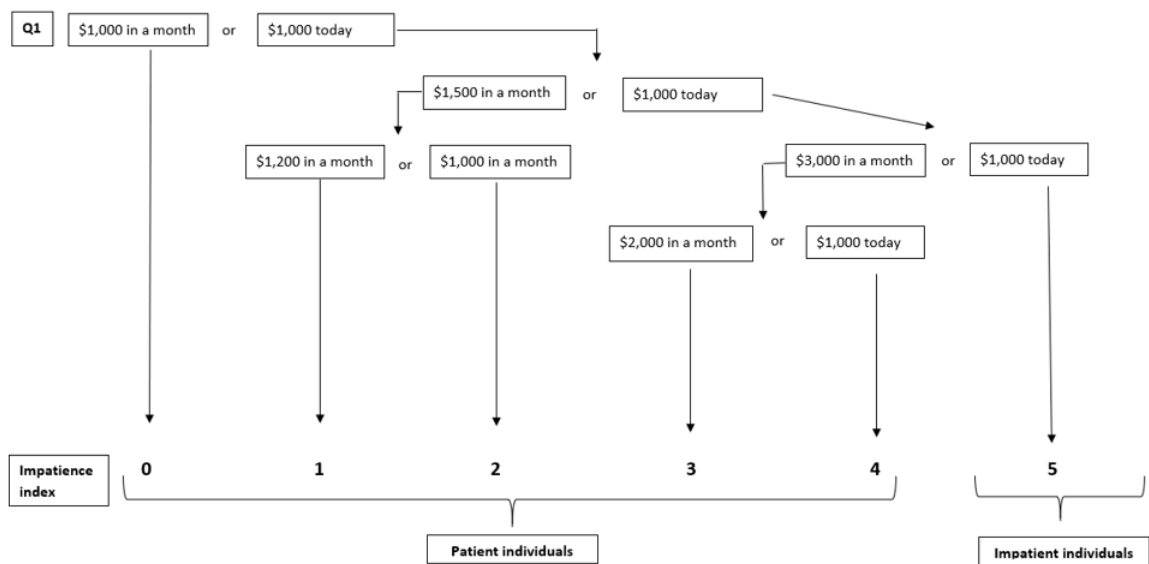 Q1 $1,000 in a month or $1,000 today
$1,500 in a month or $1,000 today
$1,200 in a month or $1,000 in a month $3,000 in a month or $1,000 today
$2,000 in a month or $1,000 today
Impatience 0 1 2 3 4 5
index
Patient individuals Impatient individuals